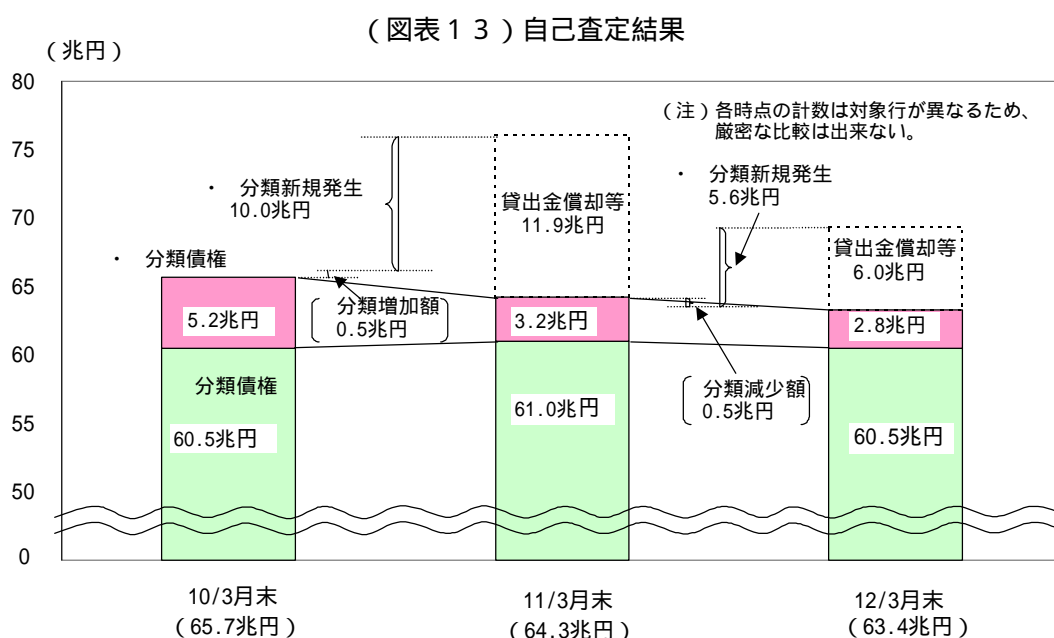 （図表１３）自己査定結果
（兆円）
80
75
70
65
60
55
50
0
（注）各時点の計数は対象行が異なるため、
厳密な比較は出来ない。
・ 分類新規発生
10.0兆円
・ 分類債権
5.2兆円
分類債権
60.5兆円
分類増加額
0.5兆円
貸出金償却等
11.9兆円
3.2兆円
61.0兆円
・ 分類新規発生
5.6兆円
分類減少額
0.5兆円
貸出金償却等
6.0兆円
2.8兆円
60.5兆円
10/3月末
（65.7兆円）
11/3月末
（64.3兆円）
12/3月末
（63.4兆円）